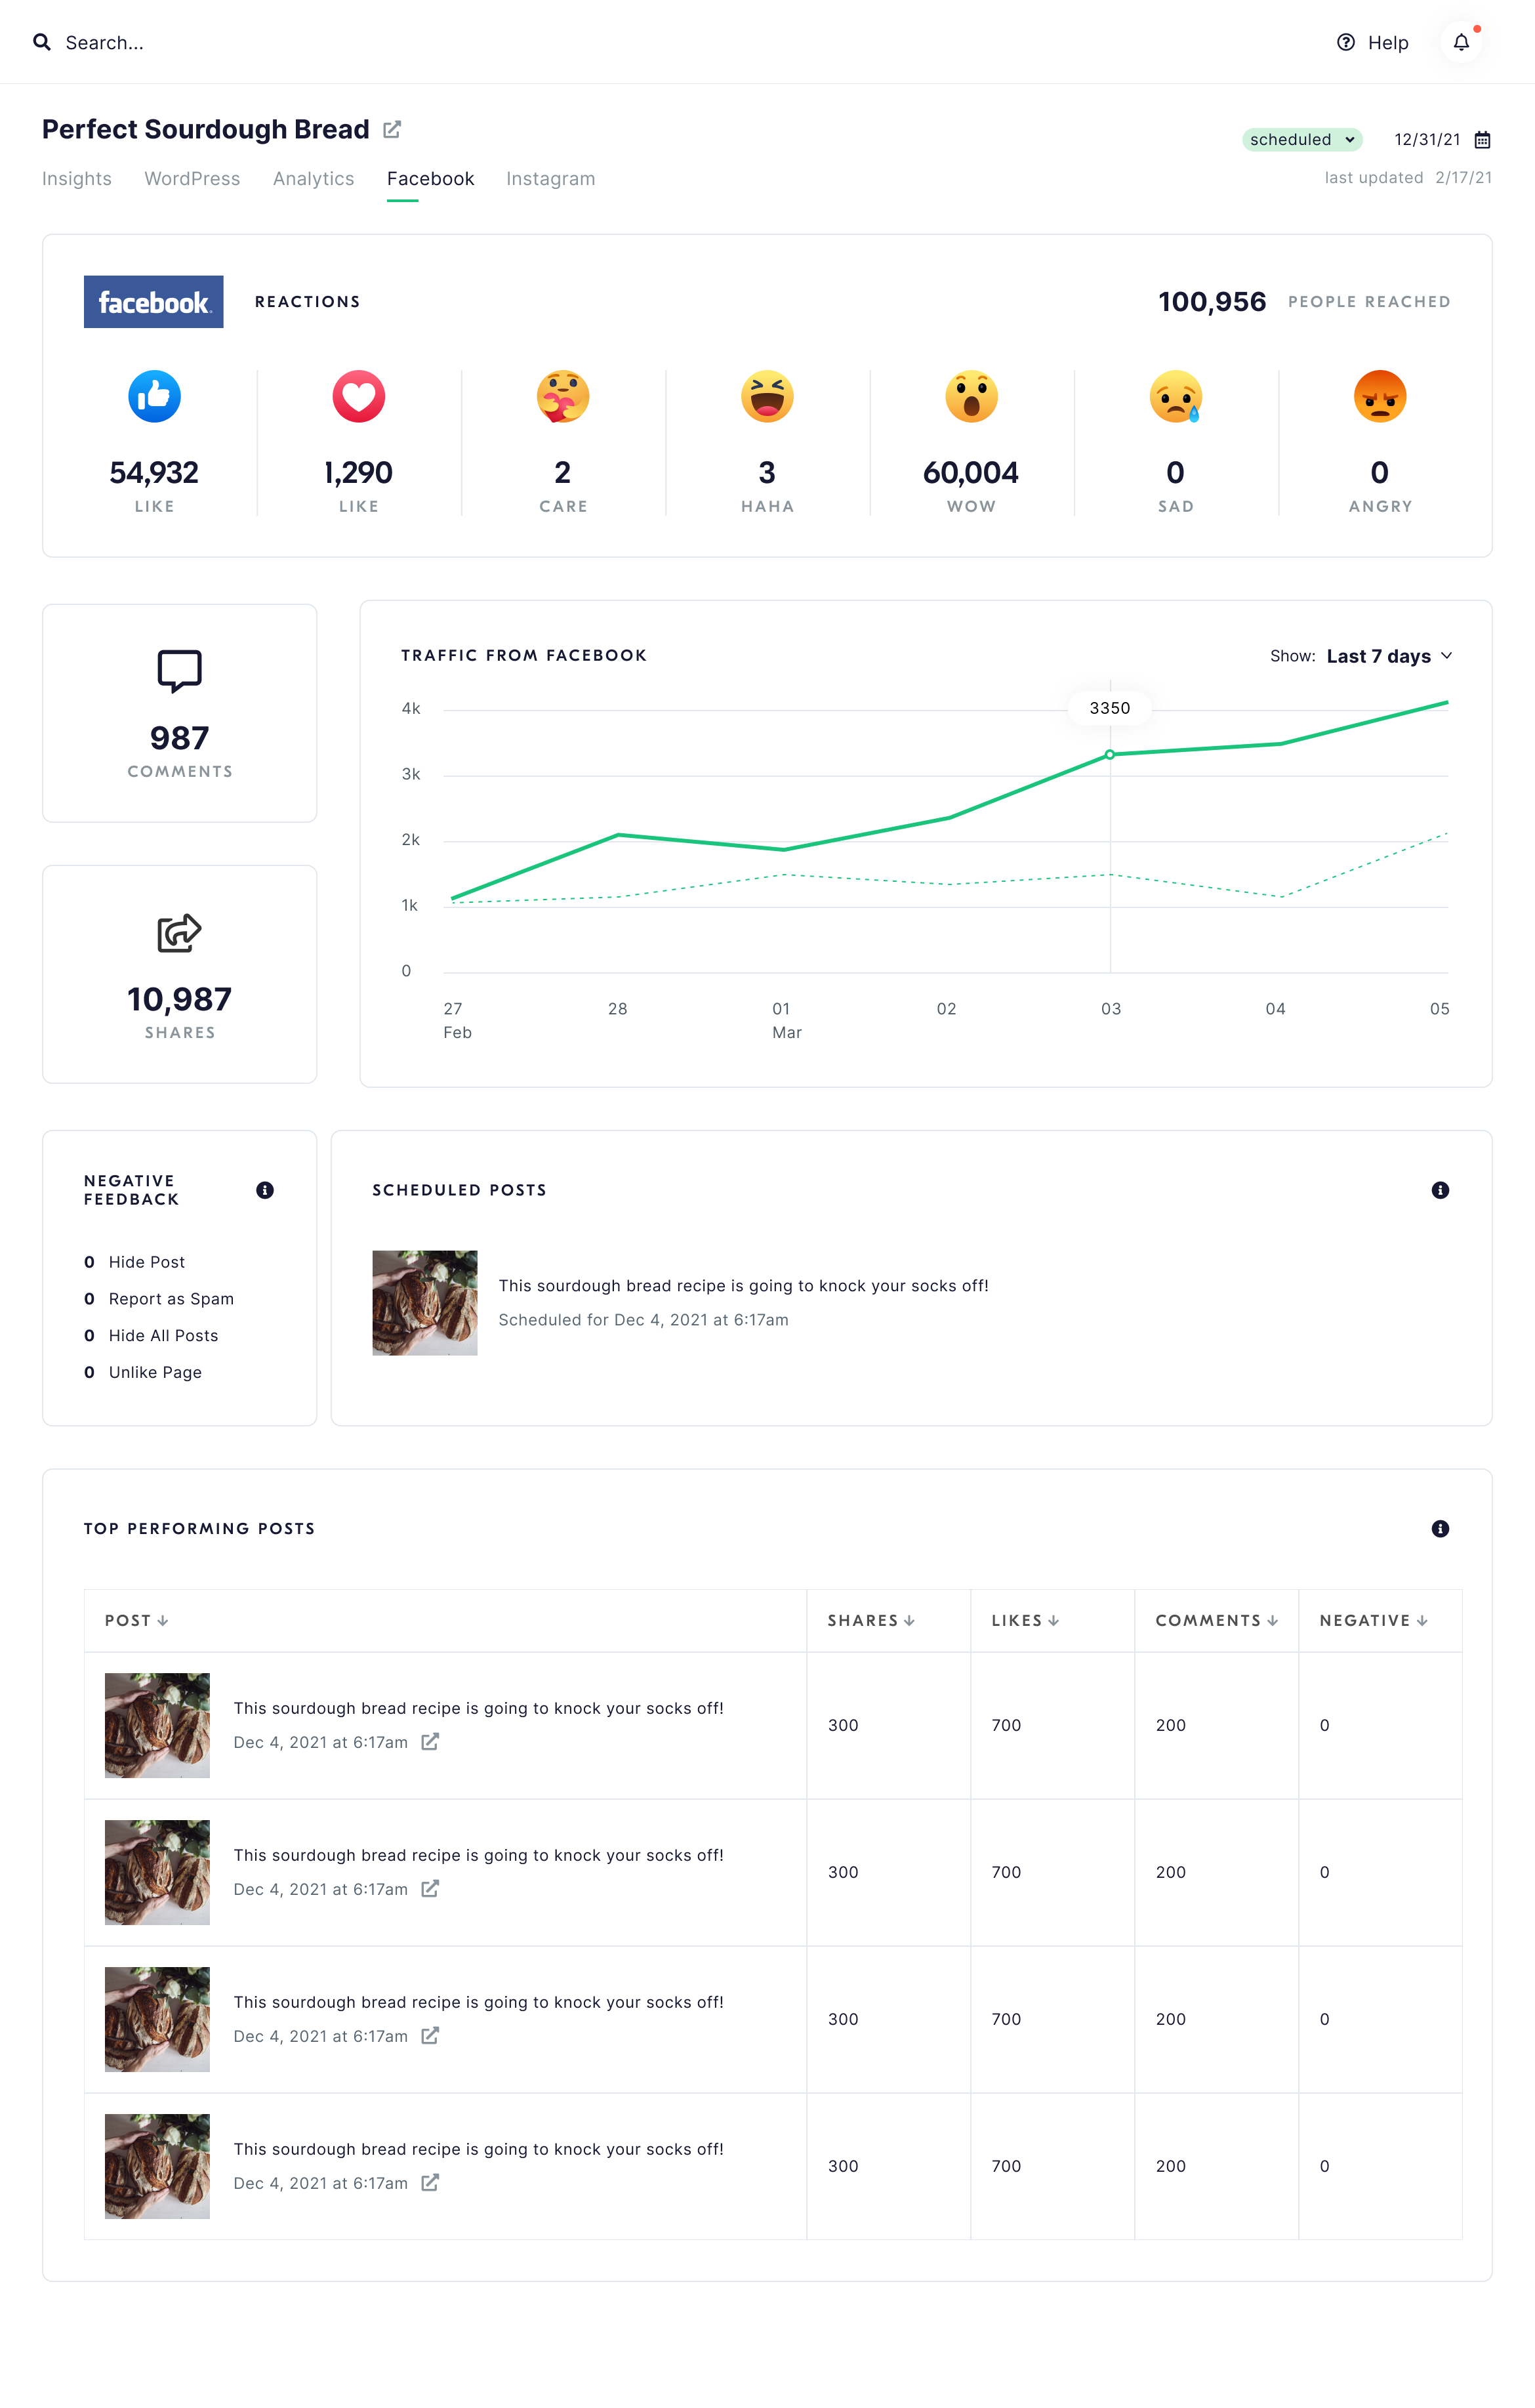 Search...
Help
Perfect Sourdough Bread
scheduled
12/31/21
Insights
WordPress
Analytics
Facebook
Instagram
last updated 2/17/21
facebook
REACTIONS
100,956 PEOPLE REACHED
54,932
LIKE
1,290
LIKE
2
CARE
3
HAHA
60,004
WOW
0
SAD
0
ANGRY
987
COMMENTS
10,987
SHARES
TRAFFIC FROM FACEBOOK
Show: Last 7 days
4k
3k
2k
1k
0
3350
27
Feb
28
01
Mar
02
03
04
05
NEGATIVE
FEEDBACK
0 Hide Post
0 Report as Spam
0 Hide All Posts
0 Unlike Page
SCHEDULED POSTS
This sourdough bread recipe is going to knock your socks off!
Scheduled for Dec 4, 2021 at 6:17am
TOP PERFORMING POSTS
POST
SHARES
LIKES
COMMENTS
NEGATIVE
This sourdough bread recipe is going to knock your socks off!
Dec 4, 2021 at 6:17am
300
700
200
0
This sourdough bread recipe is going to knock your socks off!
Dec 4, 2021 at 6:17am
300
700
200
0
This sourdough bread recipe is going to knock your socks off!
Dec 4, 2021 at 6:17am
300
700
200
0
This sourdough bread recipe is going to knock your socks off!
Dec 4, 2021 at 6:17am
300
700
200
0